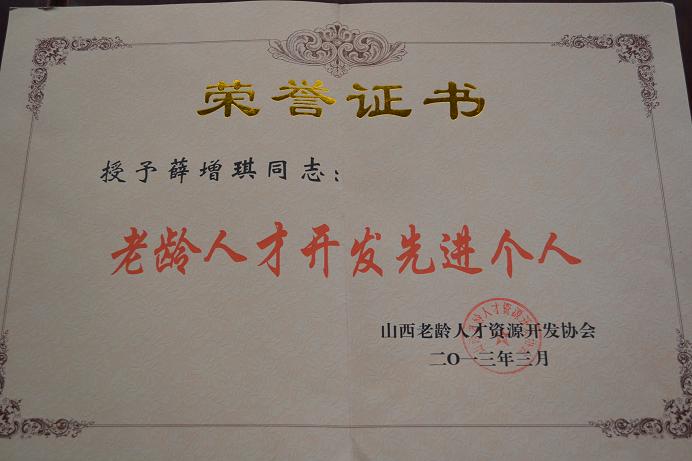 荣誉证书
授予薛增琪同志：
老龄人才开发先进个人
山西老龄人才资源开发协会
二〇一三年三月